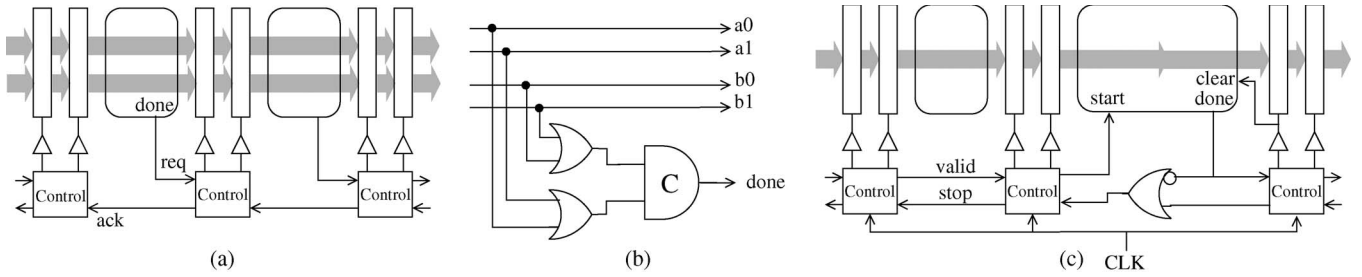 done
req
Control
Control
Control
ack
(a)
a0
a1
b0
b1
C
done
(b)
clear
start
done
valid
Control
Control
Control
stop
CLK
(c)